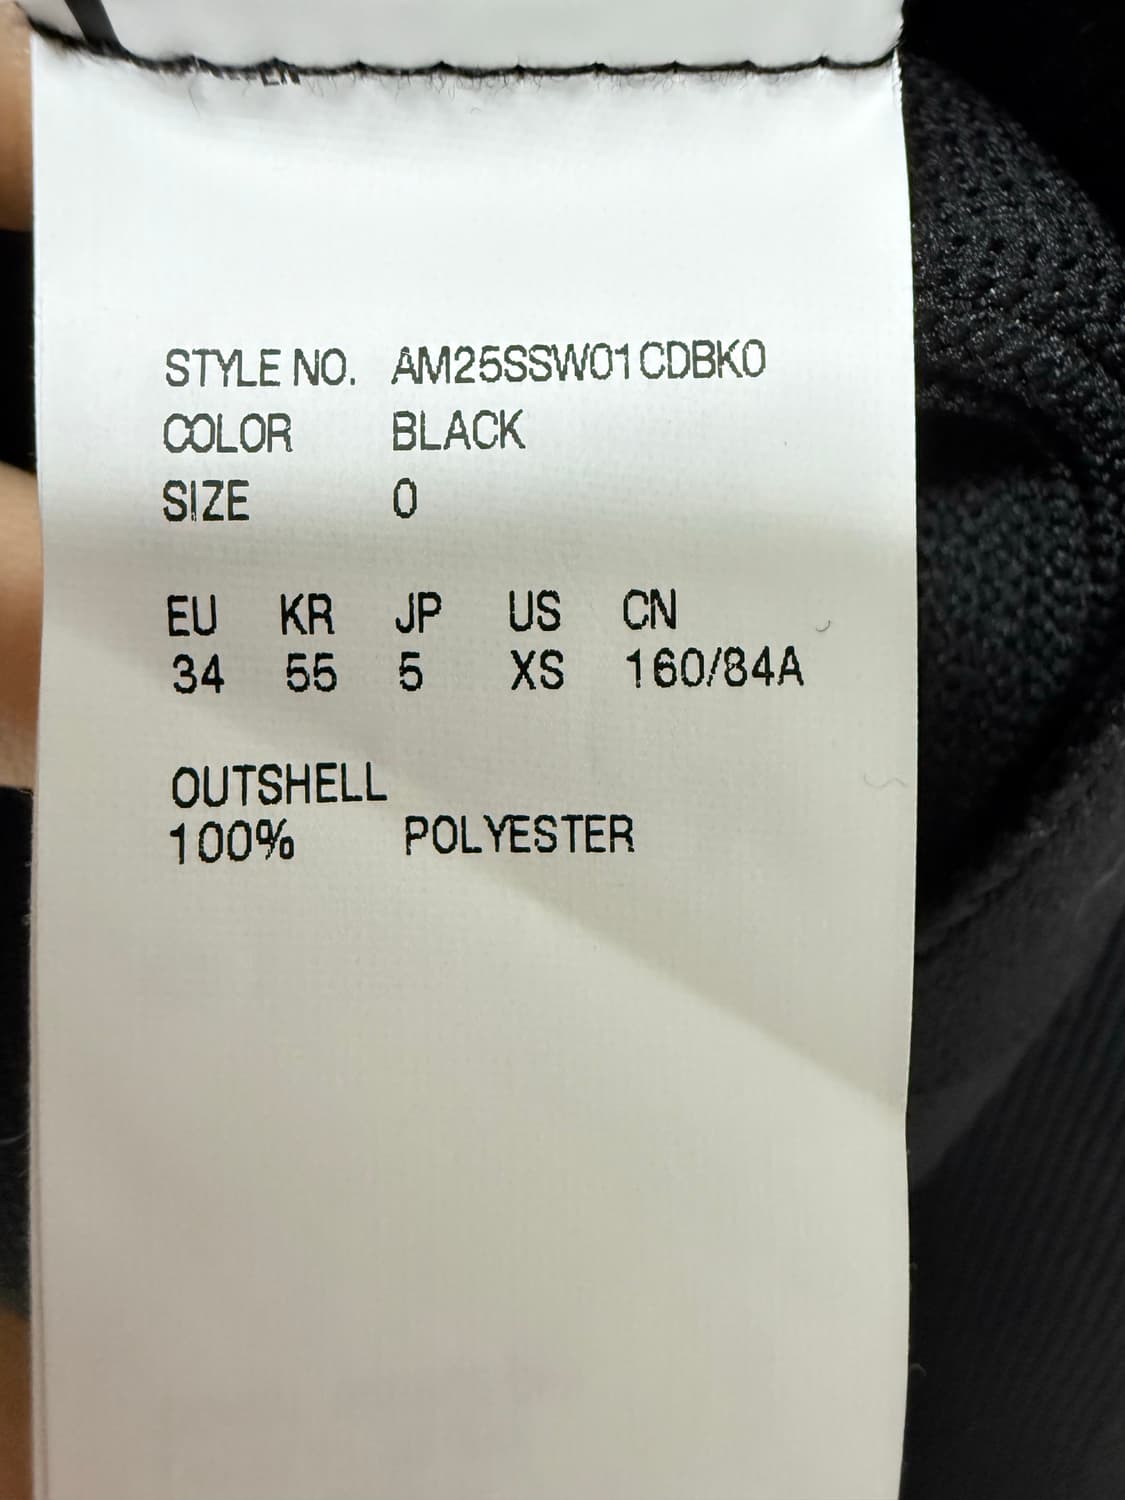 STYLE NO. AM25SSW01CDBK0
COLOR BLACK
SIZE 0
EU KR JP US CN
34 55 5 XS 160/84A
OUTSHELL
100% POLYESTER